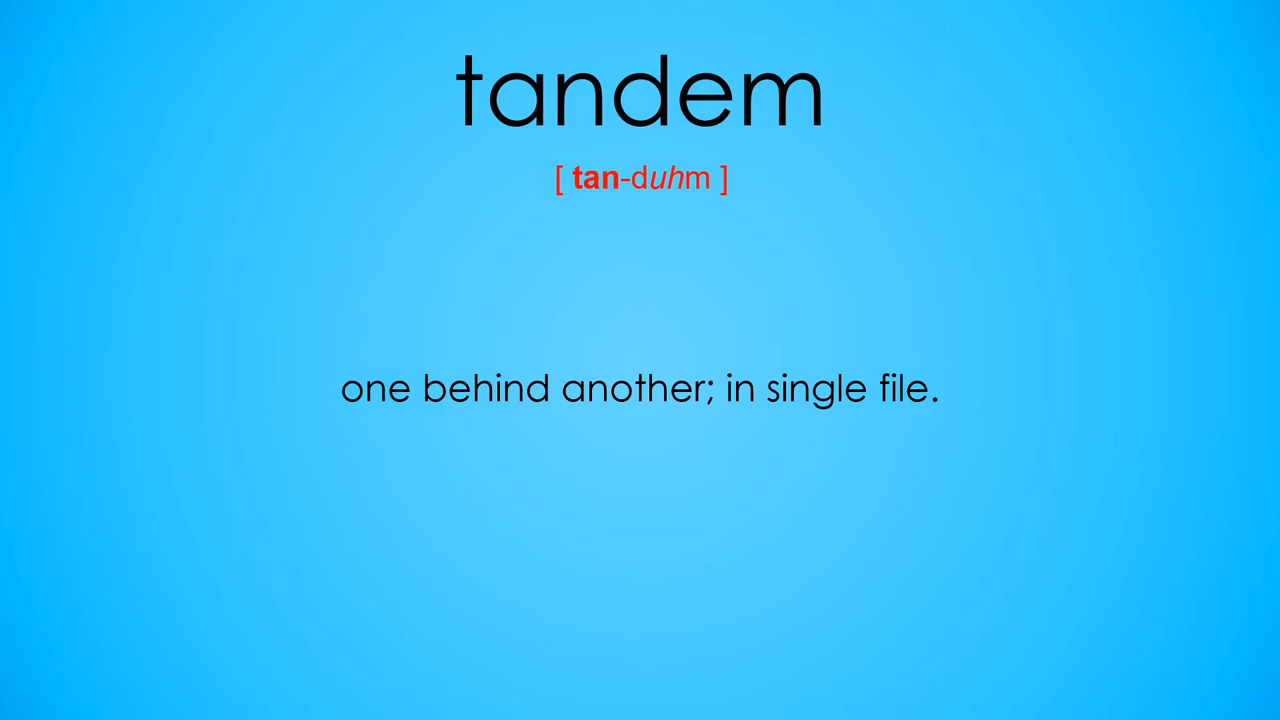 tandem
[ tan-duhm ]
one behind another; in single file.